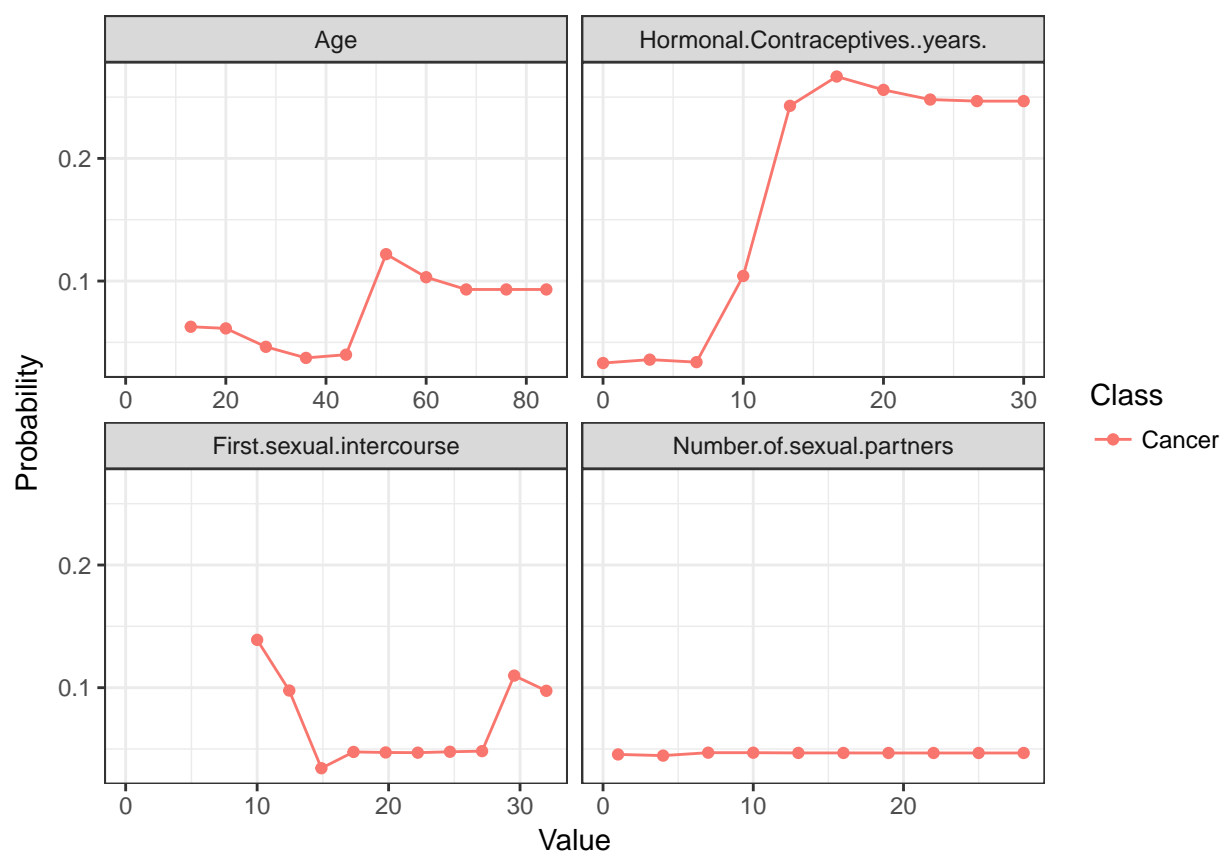 Age
Hormonal.Contraceptives..years.
0.2
0.1
0 20 40 60 80
0 10 20 30
First.sexual.intercourse
Number.of.sexual.partners
0.2
0.1
0 10 20 30
0 10 20
Probability
Value
Class
Cancer